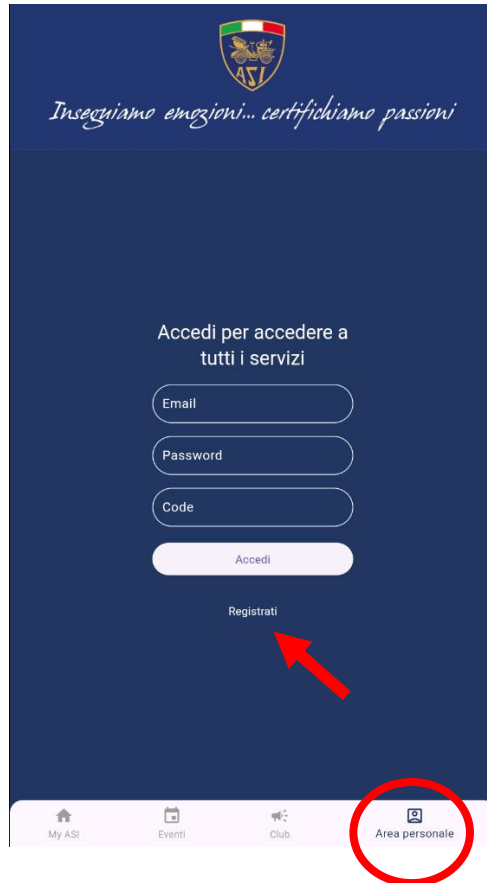 ASI
Inseguiamo emozioni... certifichiamo passioni
Accedi per accedere a
tutti i servizi
Email
Password
Code
Accedi
Registrati
My ASI
Eventi
Club
Area personale